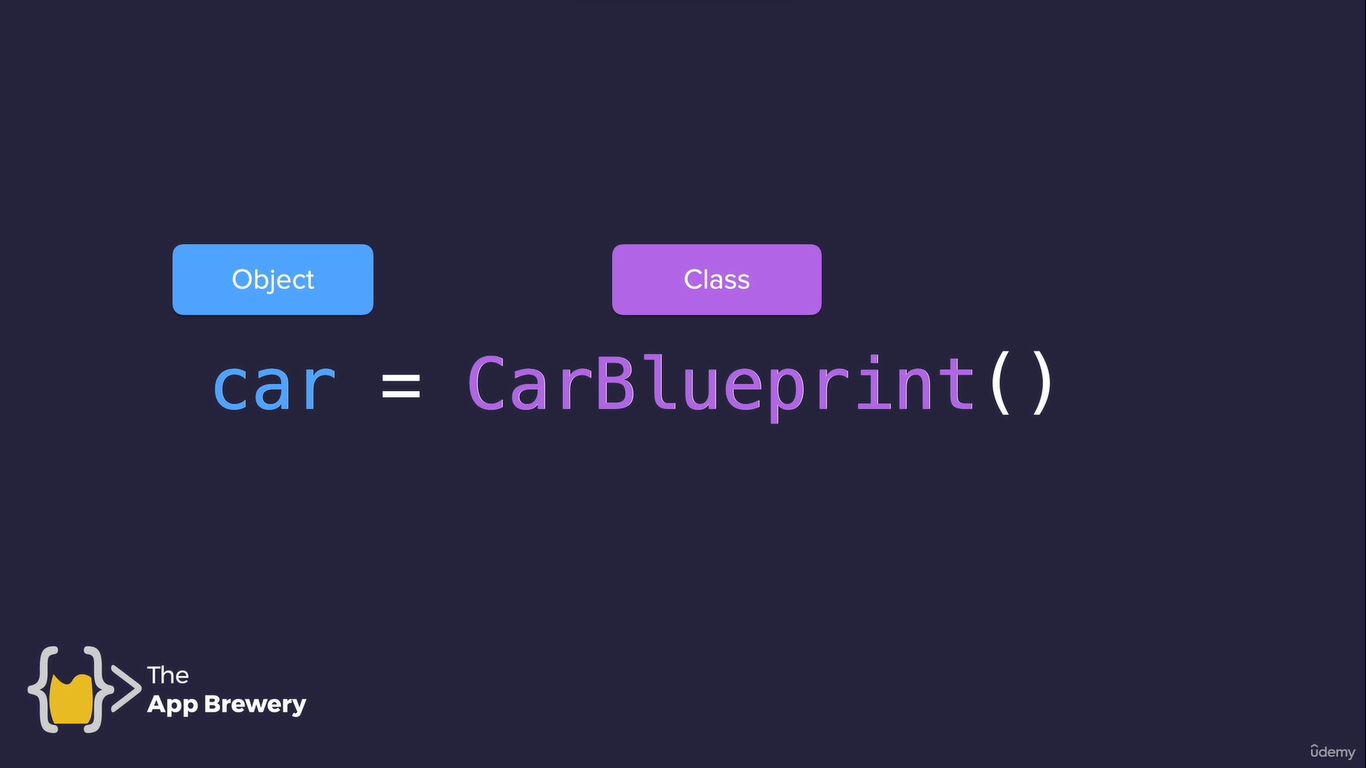 Object
Class
car = CarBlueprint()
The
App Brewery
ûdemy